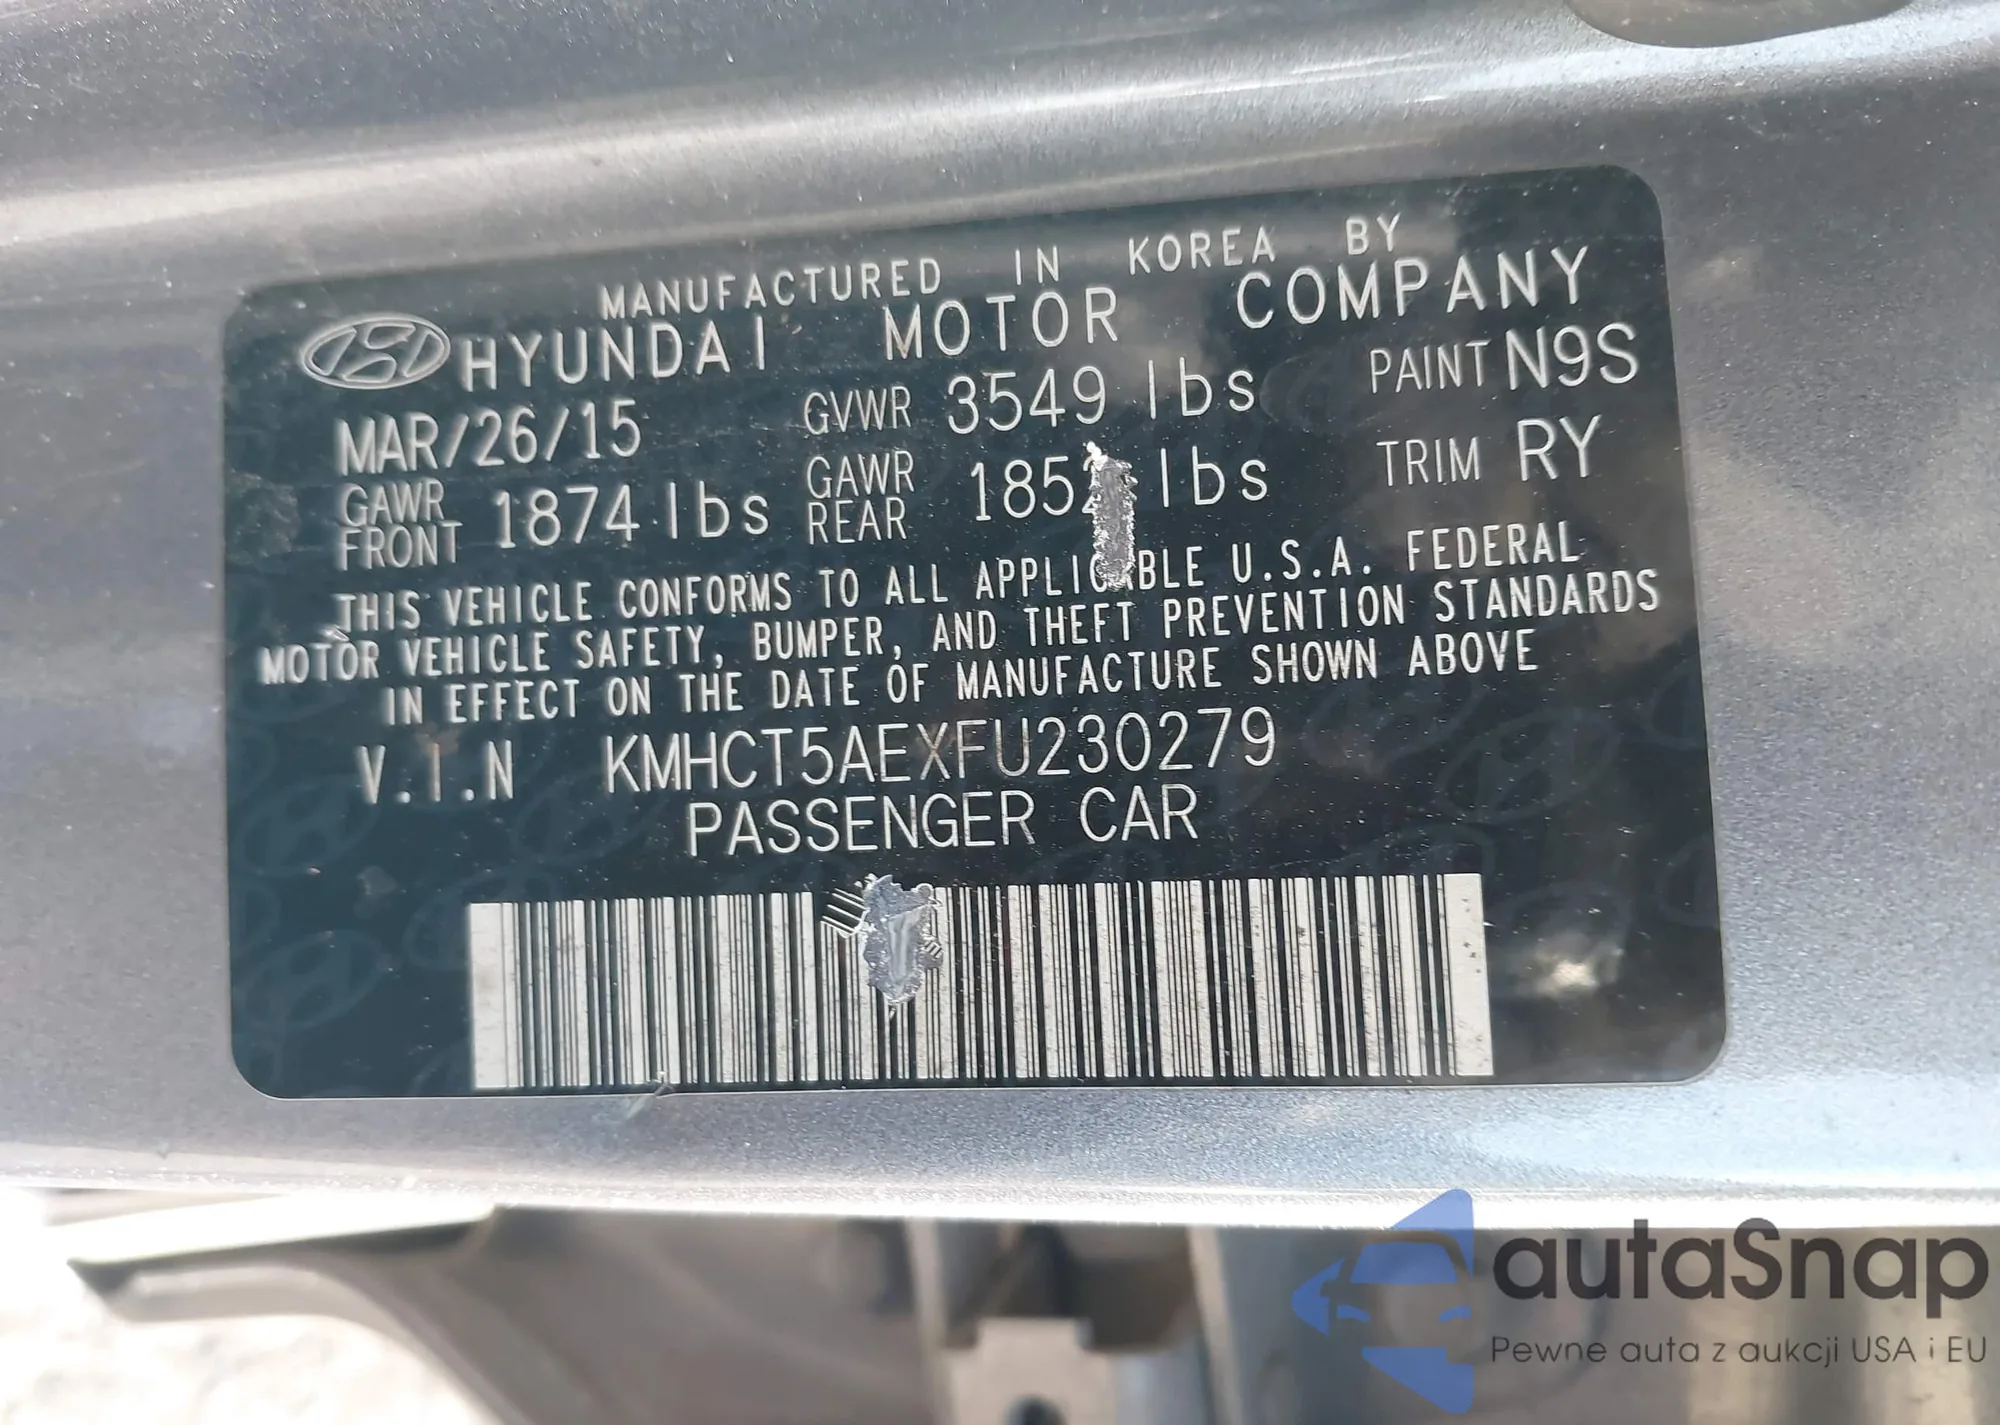 MANUFACTURED IN KOREA BY
HYUNDAI MOTOR COMPANY
MAR/26/15 GVWR 3549 lbs PAINT N9S
GAWR FRONT 1874 lbs GAWR REAR lbs TRIM RY
THIS VEHICLE CONFORMS TO ALL APPLICABLE U.S.A. FEDERAL
MOTOR VEHICLE SAFETY, BUMPER, AND THEFT PREVENTION STANDARDS
IN EFFECT ON THE DATE OF MANUFACTURE SHOWN ABOVE
V.I.N KMHCT5AEXFU230279
PASSENGER CAR
autaSnap
Pewne auta z aukcji USA i EU